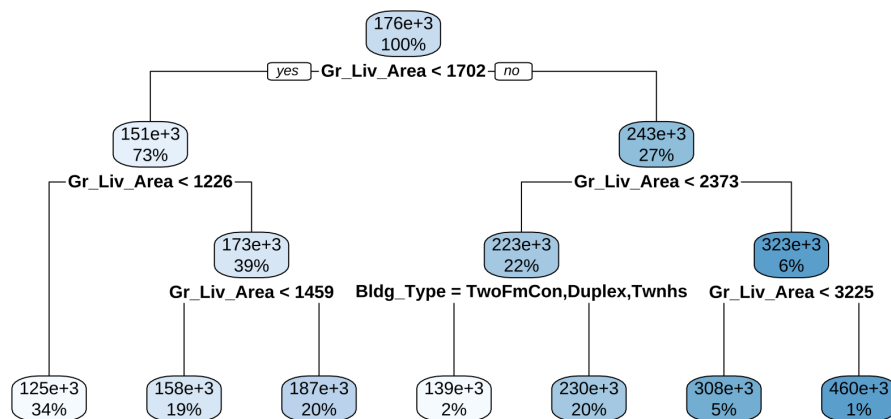 176e+3
100%
yes Gr_Liv_Area < 1702 no
151e+3
73%
243e+3
27%
Gr_Liv_Area < 1226
Gr_Liv_Area < 2373
173e+3
39%
223e+3
22%
323e+3
6%
Gr_Liv_Area < 1459
Bldg_Type = TwoFmCon,Duplex,Twnhs
Gr_Liv_Area < 3225
125e+3
34%
158e+3
19%
187e+3
20%
139e+3
2%
230e+3
20%
308e+3
5%
460e+3
1%